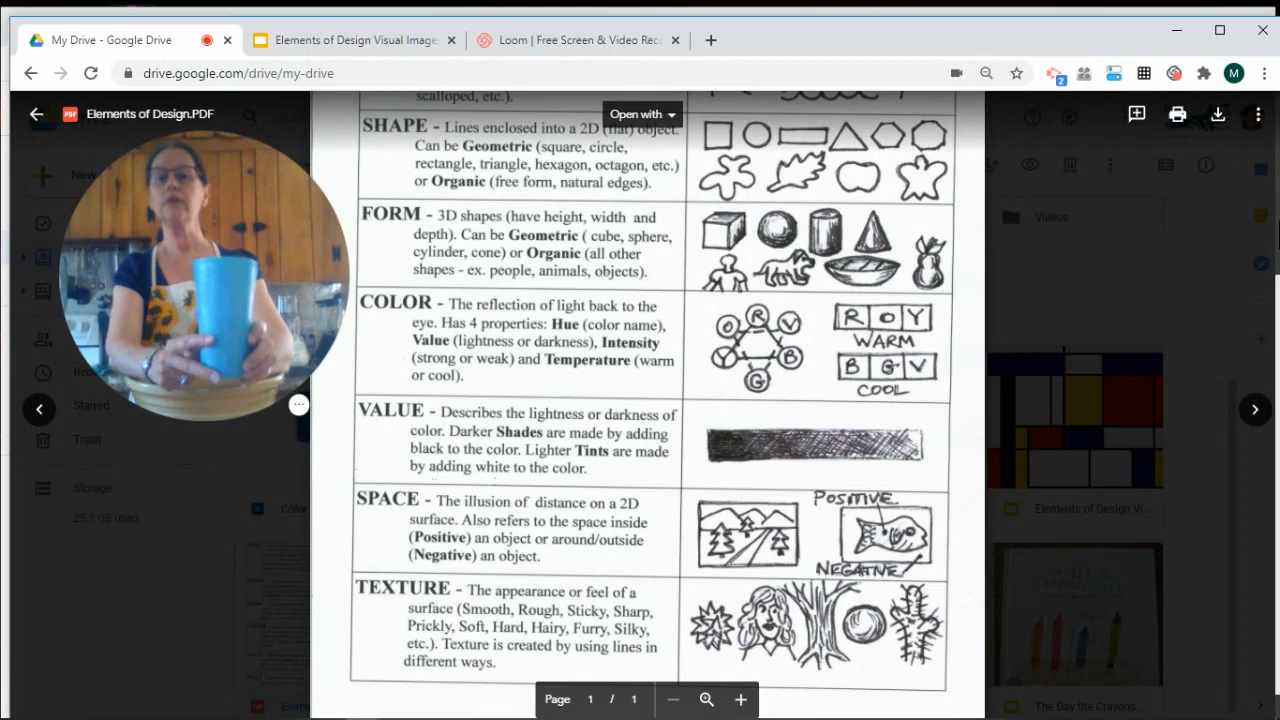 My Drive - Google Drive
Elements of Design Visual Image
Loom | Free Screen & Video Rec
drive.google.com/drive/my-drive
2
M
PDF
Elements of Design.PDF
Open with
New
Starred
Trash
Storage
25.1 GB used
Videos
Color
Elements of Design Vi...
The Day the Crayons
scalloped, etc.).
SHAPE - Lines enclosed into a 2D (flat) object.
Can be Geometric (square, circle,
rectangle, triangle, hexagon, octagon, etc.)
or Organic (free form, natural edges).
FORM - 3D shapes (have height, width and
depth). Can be Geometric ( cube, sphere,
cylinder, cone) or Organic (all other
shapes - ex. people, animals, objects).
COLOR - The reflection of light back to the
eye. Has 4 properties: Hue (color name),
Value (lightness or darkness), Intensity
(strong or weak) and Temperature (warm
or cool).
R
O V
Y B
G
R O Y
WARM
B G V
COOL
VALUE - Describes the lightness or darkness of
color. Darker Shades are made by adding
black to the color. Lighter Tints are made
by adding white to the color.
SPACE - The illusion of distance on a 2D
surface. Also refers to the space inside
(Positive) an object or around/outside
(Negative) an object.
POSITIVE
NEGATIVE
TEXTURE - The appearance or feel of a
surface (Smooth, Rough, Sticky, Sharp,
Prickly, Soft, Hard, Hairy, Furry, Silky,
etc.). Texture is created by using lines in
different ways.
Page 1 / 1